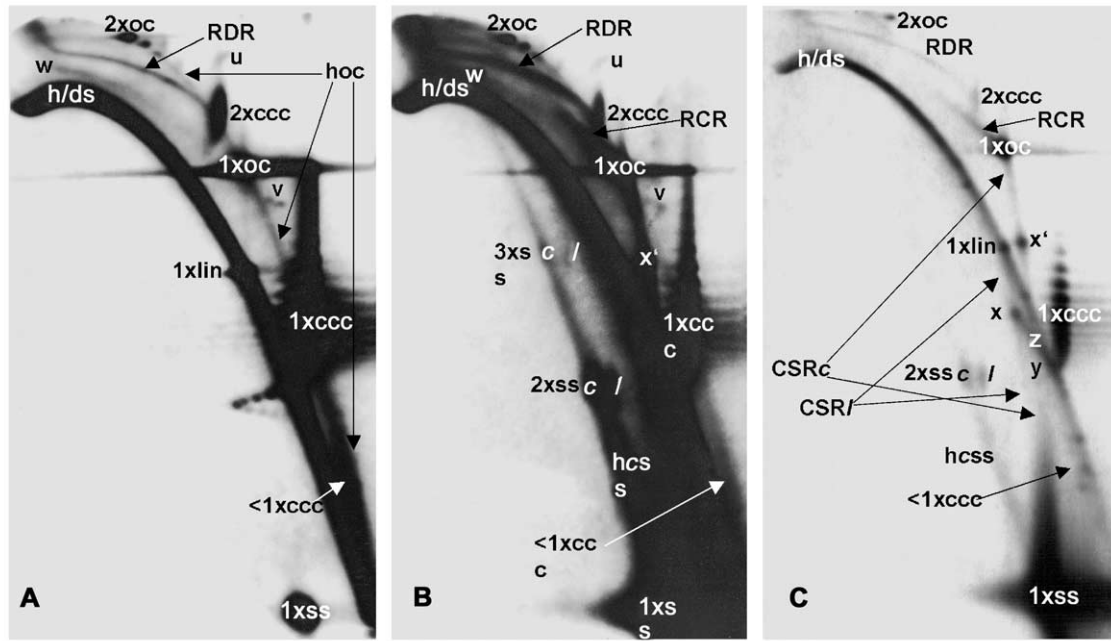 2xoc
RDR
u
hoc
w
h/ds
2xccc
1xoc
v
1xlin
1xccc
<1xccc
A
1xss
2xoc
RDR
u
w
h/ds
2xccc
RCR
1xoc
v
3xs c l
s
x'
1xcc
c
2xss c l
hcs
s
<1xcc
c
B
1xs
s
2xoc
RDR
h/ds
2xccc
RCR
1xoc
1xlin
x'
x
1xccc
z
y
CSRc
2xss c l
CSRl
hcss
<1xccc
C
1xss